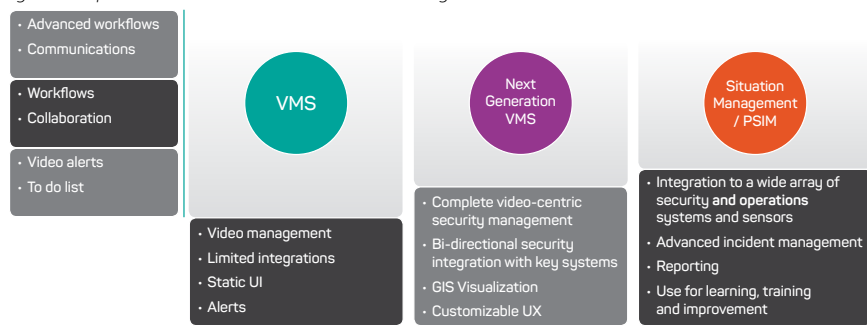 • Advanced workflows
• Communications
• Workflows
• Collaboration
• Video alerts
• To do list
VMS
• Video management
• Limited integrations
• Static UI
• Alerts
Next
Generation
VMS
• Complete video-centric
security management
• Bi-directional security
integration with key systems
• GIS Visualization
• Customizable UX
Situation
Management
/ PSIM
• Integration to a wide array of
security and operations
systems and sensors
• Advanced incident management
• Reporting
• Use for learning, training
and improvement